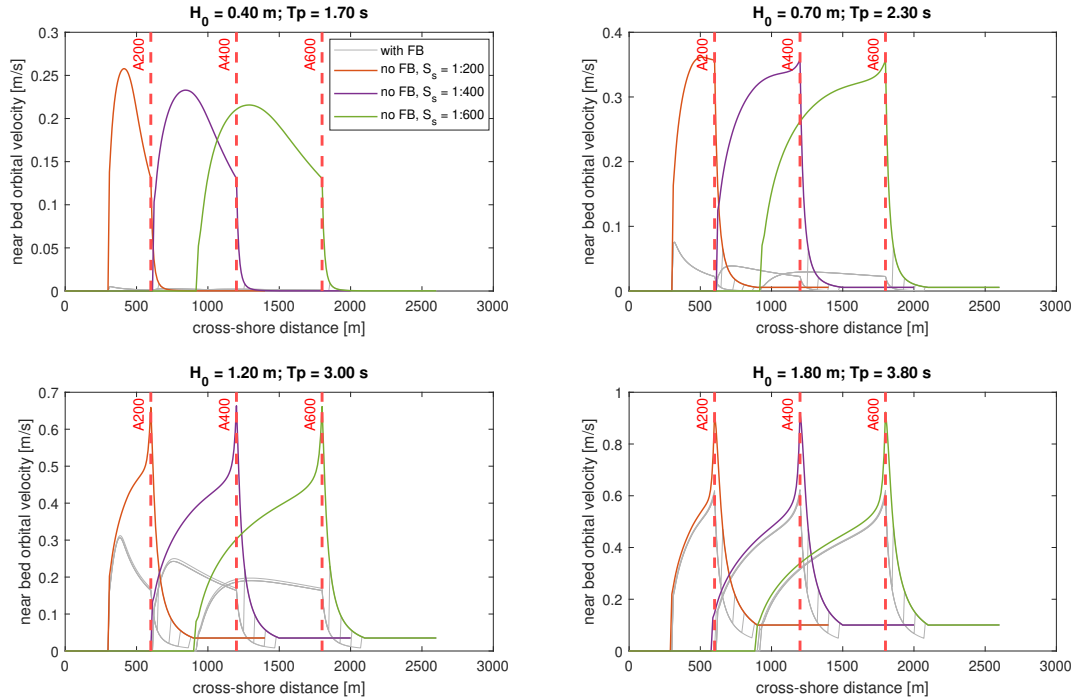 H_0 = 0.40 m; Tp = 1.70 s
near bed orbital velocity [m/s]
0.3
0.25
0.2
0.15
0.1
0.05
0
A200
A400
A600
with FB
no FB, S_s = 1:200
no FB, S_s = 1:400
no FB, S_s = 1:600
0 500 1000 1500 2000 2500 3000
cross-shore distance [m]
H_0 = 0.70 m; Tp = 2.30 s
near bed orbital velocity [m/s]
0.4
0.3
0.2
0.1
0
A200
A400
A600
0 500 1000 1500 2000 2500 3000
cross-shore distance [m]
H_0 = 1.20 m; Tp = 3.00 s
near bed orbital velocity [m/s]
0.7
0.6
0.5
0.4
0.3
0.2
0.1
0
A200
A400
A600
0 500 1000 1500 2000 2500 3000
cross-shore distance [m]
H_0 = 1.80 m; Tp = 3.80 s
near bed orbital velocity [m/s]
1
0.8
0.6
0.4
0.2
0
A200
A400
A600
0 500 1000 1500 2000 2500 3000
cross-shore distance [m]